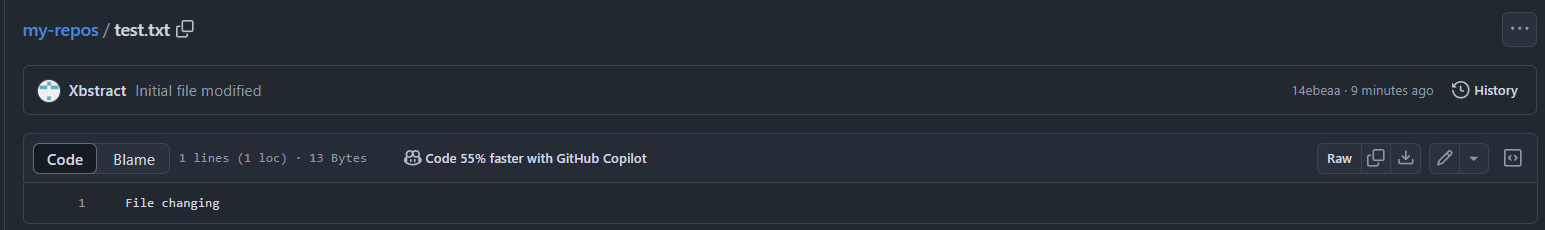 my-repos / test.txt
Xbstract Initial file modified 14ebeaa · 9 minutes ago History
Code Blame 1 lines (1 loc) · 13 Bytes Code 55% faster with GitHub Copilot Raw
1 File changing